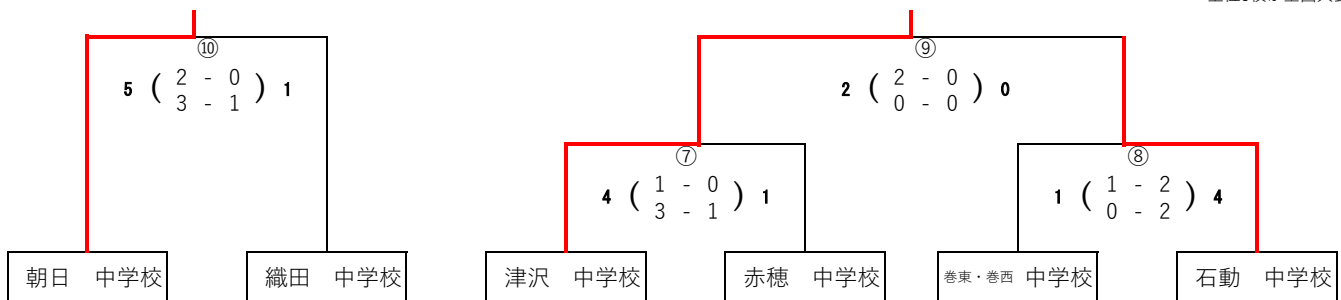 ⑩
5 ( 2 - 0 ) 1
3 - 1
⑨
2 ( 2 - 0 ) 0
0 - 0
⑦
4 ( 1 - 0 ) 1
3 - 1
⑧
1 ( 1 - 2 ) 4
0 - 2
朝日 中学校
織田 中学校
津沢 中学校
赤穂 中学校
巻東・巻西 中学校
石動 中学校